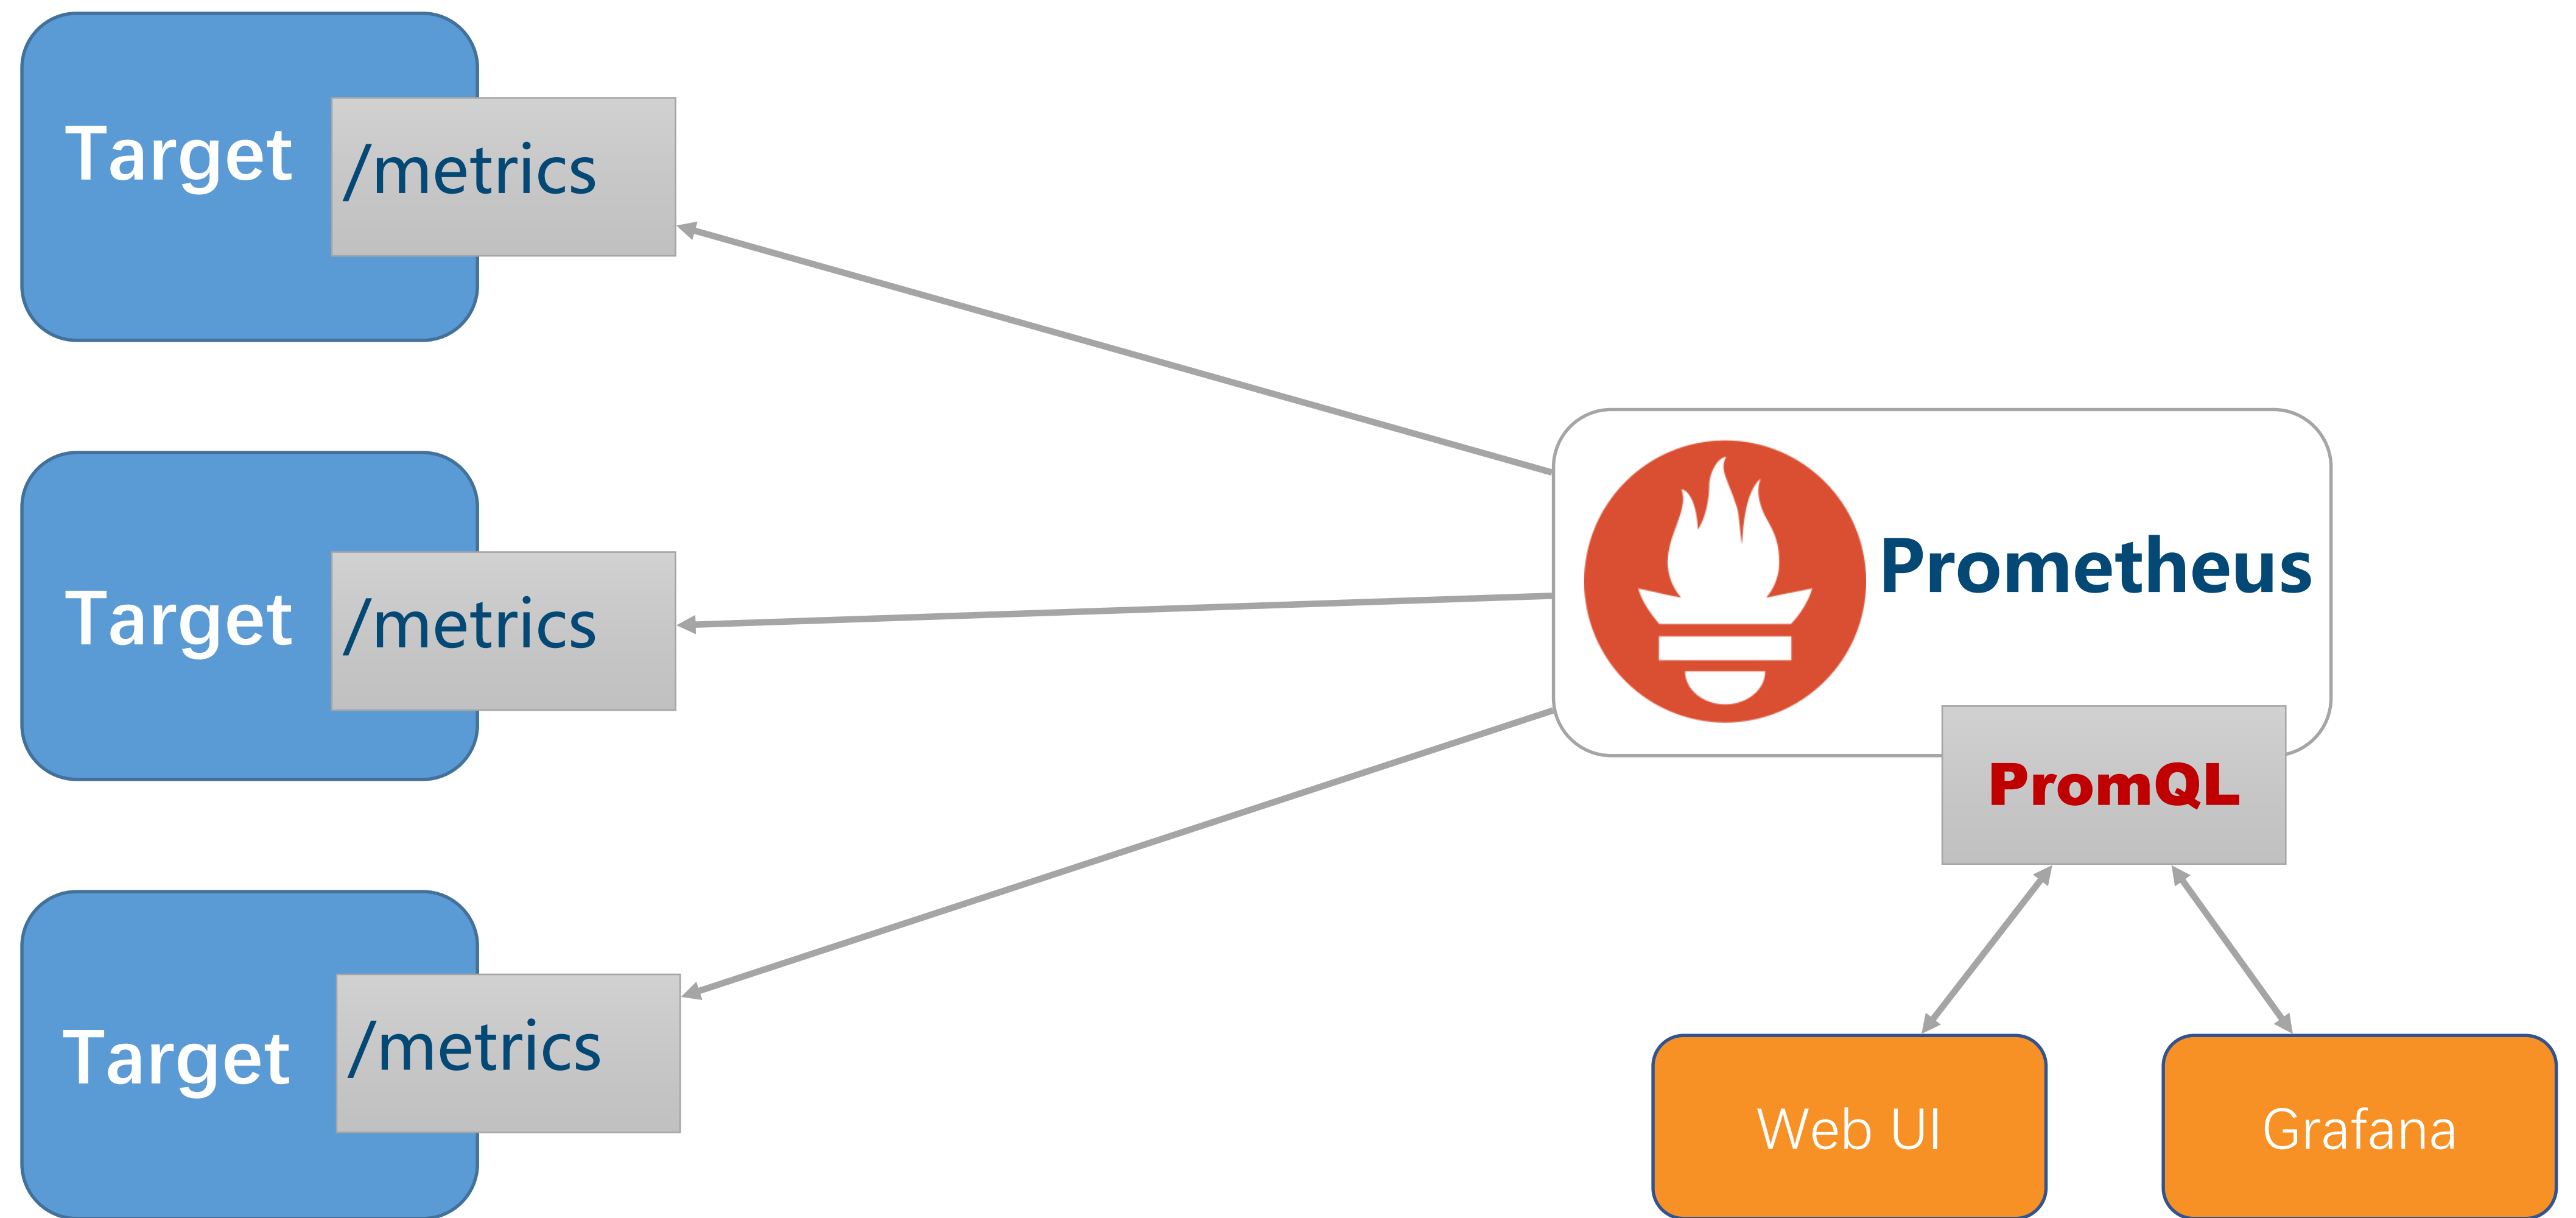 Target
/metrics
Target
/metrics
Target
/metrics
Prometheus
PromQL
Web UI
Grafana